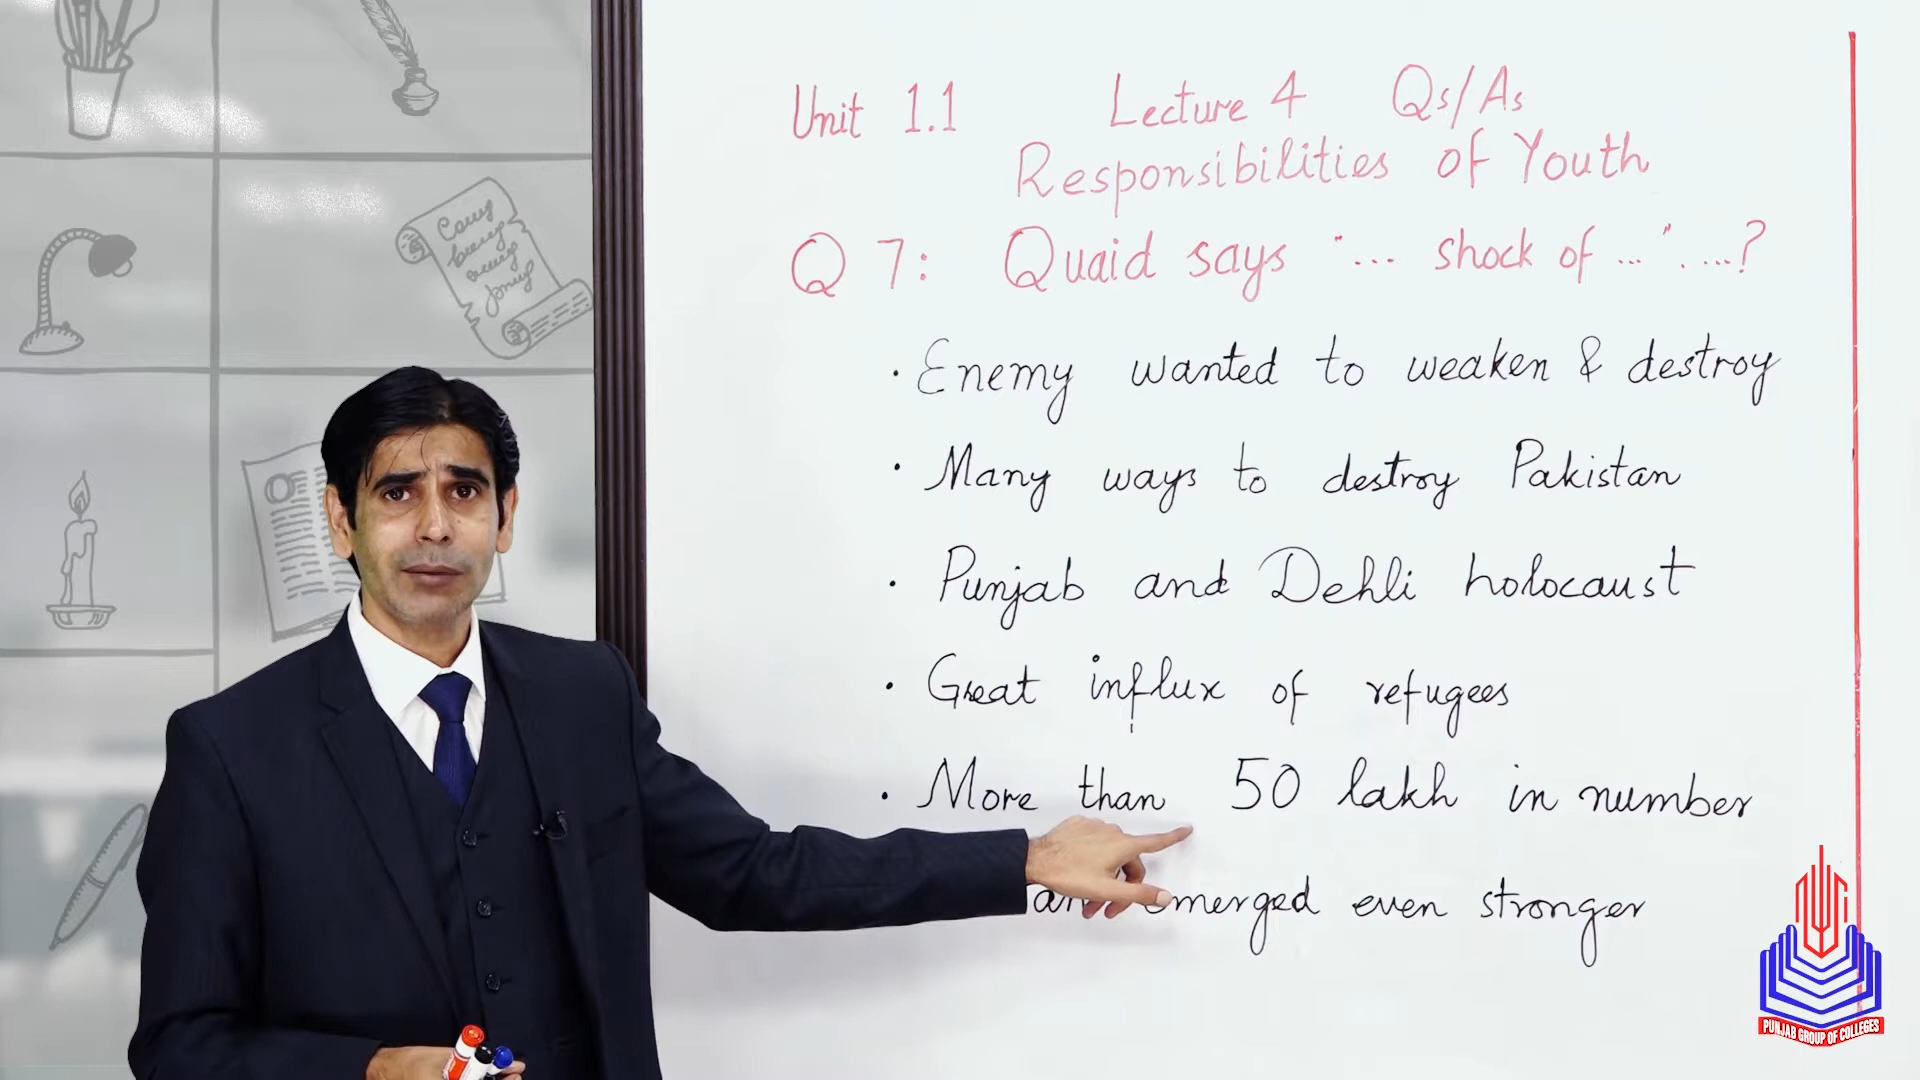 Unit 1.1 Lecture 4 Qs/As
Responsibilities of Youth
Q 7: Quaid says "... shock of ...". ...?
· Enemy wanted to weaken & destroy
· Many ways to destroy Pakistan
· Punjab and Dehli holocaust
· Great influx of refugees
· More than 50 lakh in number
emerged even stronger
PUNJAB GROUP OF COLLEGES